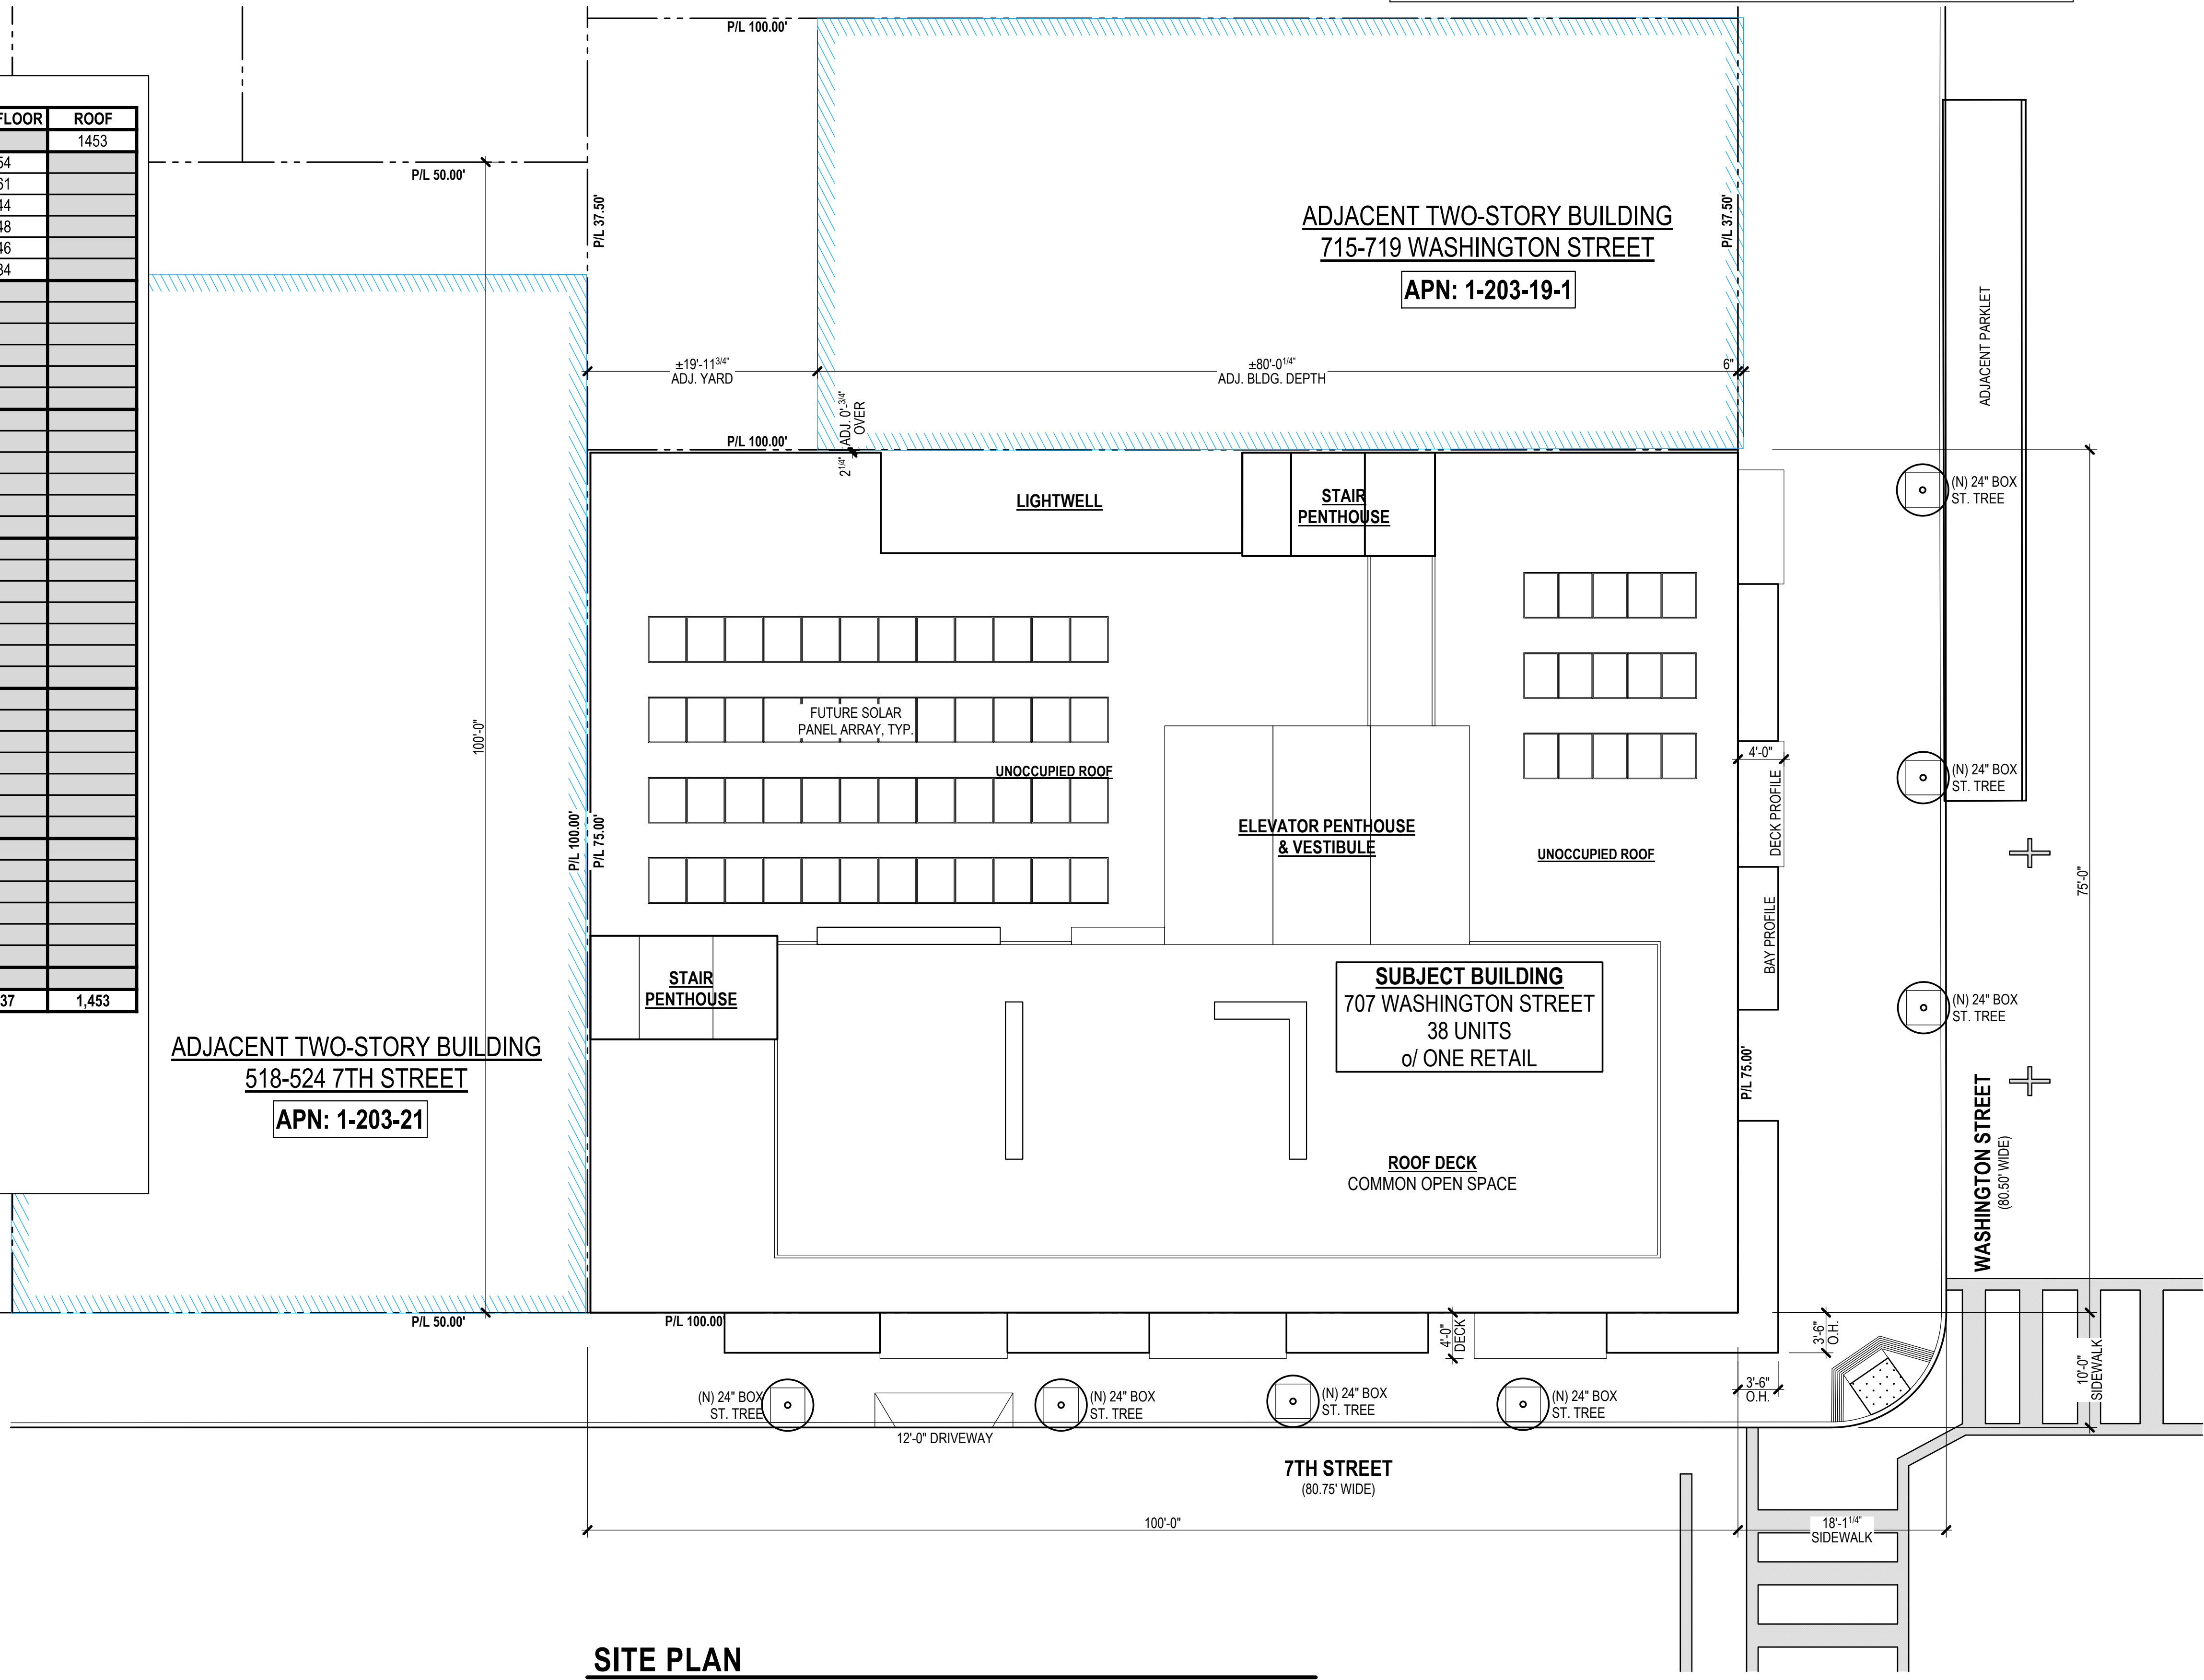 P/L 100.00'
FLOOR ROOF
1453
54
61
44
48
46
34
37 1,453
P/L 50.00'
P/L 37.50'
P/L 37.50'
ADJACENT TWO-STORY BUILDING
715-719 WASHINGTON STREET
APN: 1-203-19-1
ADJACENT PARKLET
±19'-11 3/4"
ADJ. YARD
±80'-0 1/4"
ADJ. BLDG. DEPTH
6"
P/L 100.00'
2 1/4"
ADJ. 0'- 3/4"
OVER
LIGHTWELL
STAIR
PENTHOUSE
(N) 24" BOX
ST. TREE
FUTURE SOLAR
PANEL ARRAY, TYP.
UNOCCUPIED ROOF
100'-0"
P/L 100.00'
P/L 75.00'
ELEVATOR PENTHOUSE
& VESTIBULE
UNOCCUPIED ROOF
4'-0"
DECK PROFILE
(N) 24" BOX
ST. TREE
75'-0"
BAY PROFILE
STAIR
PENTHOUSE
SUBJECT BUILDING
707 WASHINGTON STREET
38 UNITS
o/ ONE RETAIL
(N) 24" BOX
ST. TREE
ADJACENT TWO-STORY BUILDING
518-524 7TH STREET
APN: 1-203-21
P/L 75.00'
WASHINGTON STREET
(80.50' WIDE)
ROOF DECK
COMMON OPEN SPACE
P/L 50.00'
P/L 100.00'
4'-0"
DECK
3'-6"
O.H.
3'-6"
O.H.
10'-0"
SIDEWALK
(N) 24" BOX
ST. TREE
12'-0" DRIVEWAY
(N) 24" BOX
ST. TREE
(N) 24" BOX
ST. TREE
(N) 24" BOX
ST. TREE
7TH STREET
(80.75' WIDE)
100'-0"
18'-1 1/4"
SIDEWALK
SITE PLAN